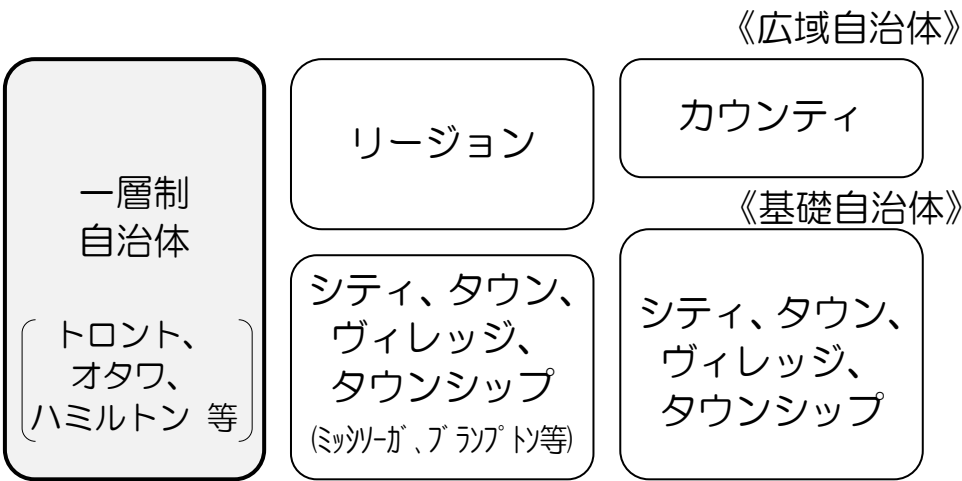 《広域自治体》
一層制
自治体
トロント、
オタワ、
ハミルトン 等
リージョン
シティ、タウン、
ヴィレッジ、
タウンシップ
(ミッシソーガ、ブランプトン等)
カウンティ
《基礎自治体》
シティ、タウン、
ヴィレッジ、
タウンシップ